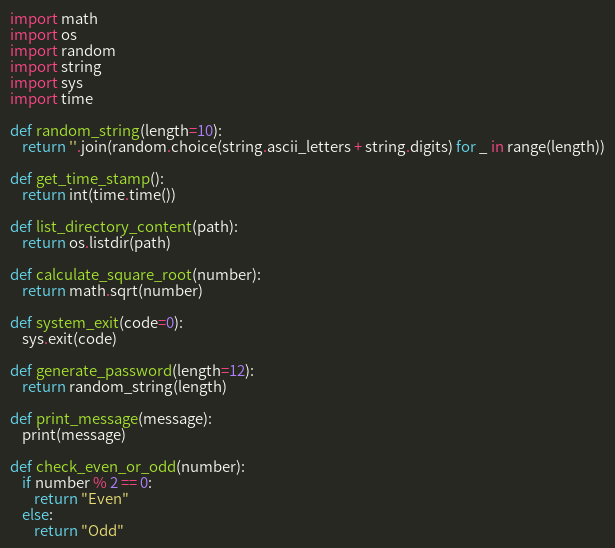 import math
import os
import random
import string
import sys
import time

def random_string(length=10):
    return ''.join(random.choice(string.ascii_letters + string.digits) for _ in range(length))

def get_time_stamp():
    return int(time.time())

def list_directory_content(path):
    return os.listdir(path)

def calculate_square_root(number):
    return math.sqrt(number)

def system_exit(code=0):
    sys.exit(code)

def generate_password(length=12):
    return random_string(length)

def print_message(message):
    print(message)

def check_even_or_odd(number):
    if number % 2 == 0:
        return "Even"
    else:
        return "Odd"